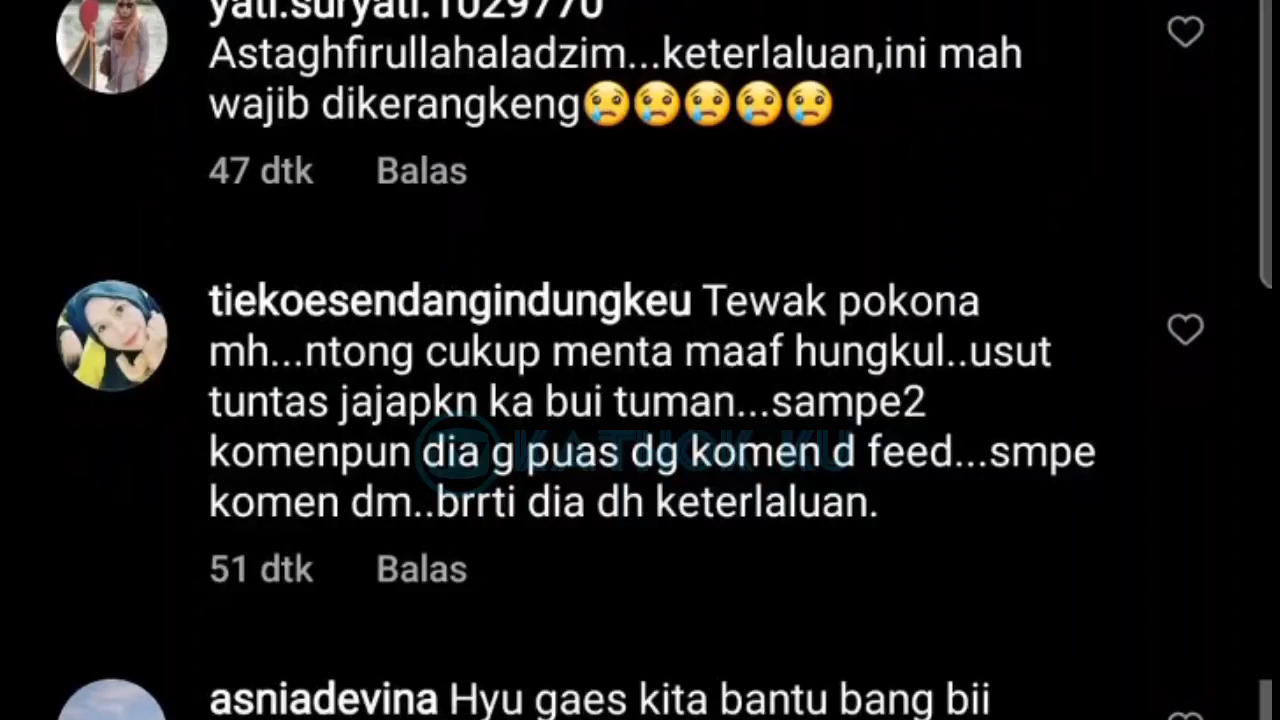 yati.suryati.1029770
Astaghfirullahaladzim...keterlaluan,ini mah
wajib dikerangkeng😢😢😢😢😢
47 dtk Balas
tiekoesendangindungkeu Tewak pokona
mh...ntong cukup menta maaf hungkul..usut
tuntas jajapkn ka bui tuman...sampe2
komenpun dia g puas dg komen d feed...smpe
KATUOK KU
komen dm..brrti dia dh keterlaluan.
51 dtk Balas
asniadevina Hyu gaes kita bantu bang bii